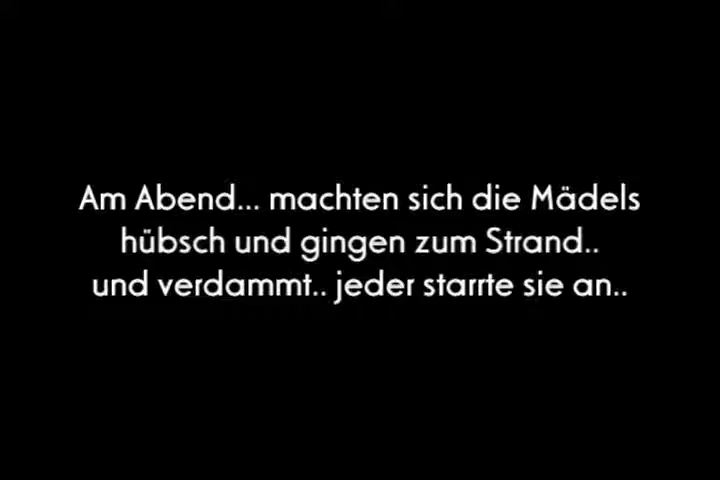 Am Abend... machten sich die Mädels
hübsch und gingen zum Strand..
und verdammt.. jeder starrte sie an..